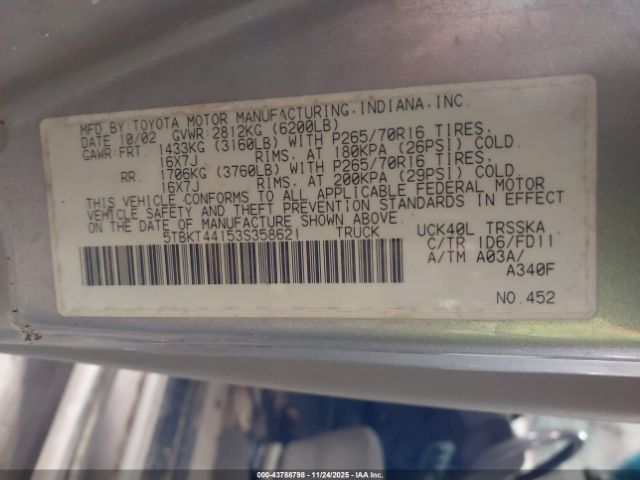 MFD.BY:TOYOTA MOTOR MANUFACTURING.INDIANA.INC.
DATE 10/02 GVWR:2812KG (6200LB)
GAWR:FRT. 1433KG (3160LB) WITH P265/70R16 TIRES.
16X7J RIMS. AT 180KPA (26PSI) COLD.
RR. 1706KG (3760LB) WITH P265/70R16 TIRES.
16X7J RIMS. AT 200KPA (29PSI) COLD.
THIS VEHICLE CONFORMS TO ALL APPLICABLE FEDERAL MOTOR
VEHICLE SAFETY AND THEFT PREVENTION STANDARDS IN EFFECT
ON THE DATE OF MANUFACTURE SHOWN ABOVE.
5TBKT44153S358621 TRUCK
UCK40L TRSSKA
C/TR 1D6/FD11
A/TM A03A/
A340F
NO.452
000-43788798 - 11/24/2025 - IAA Inc.